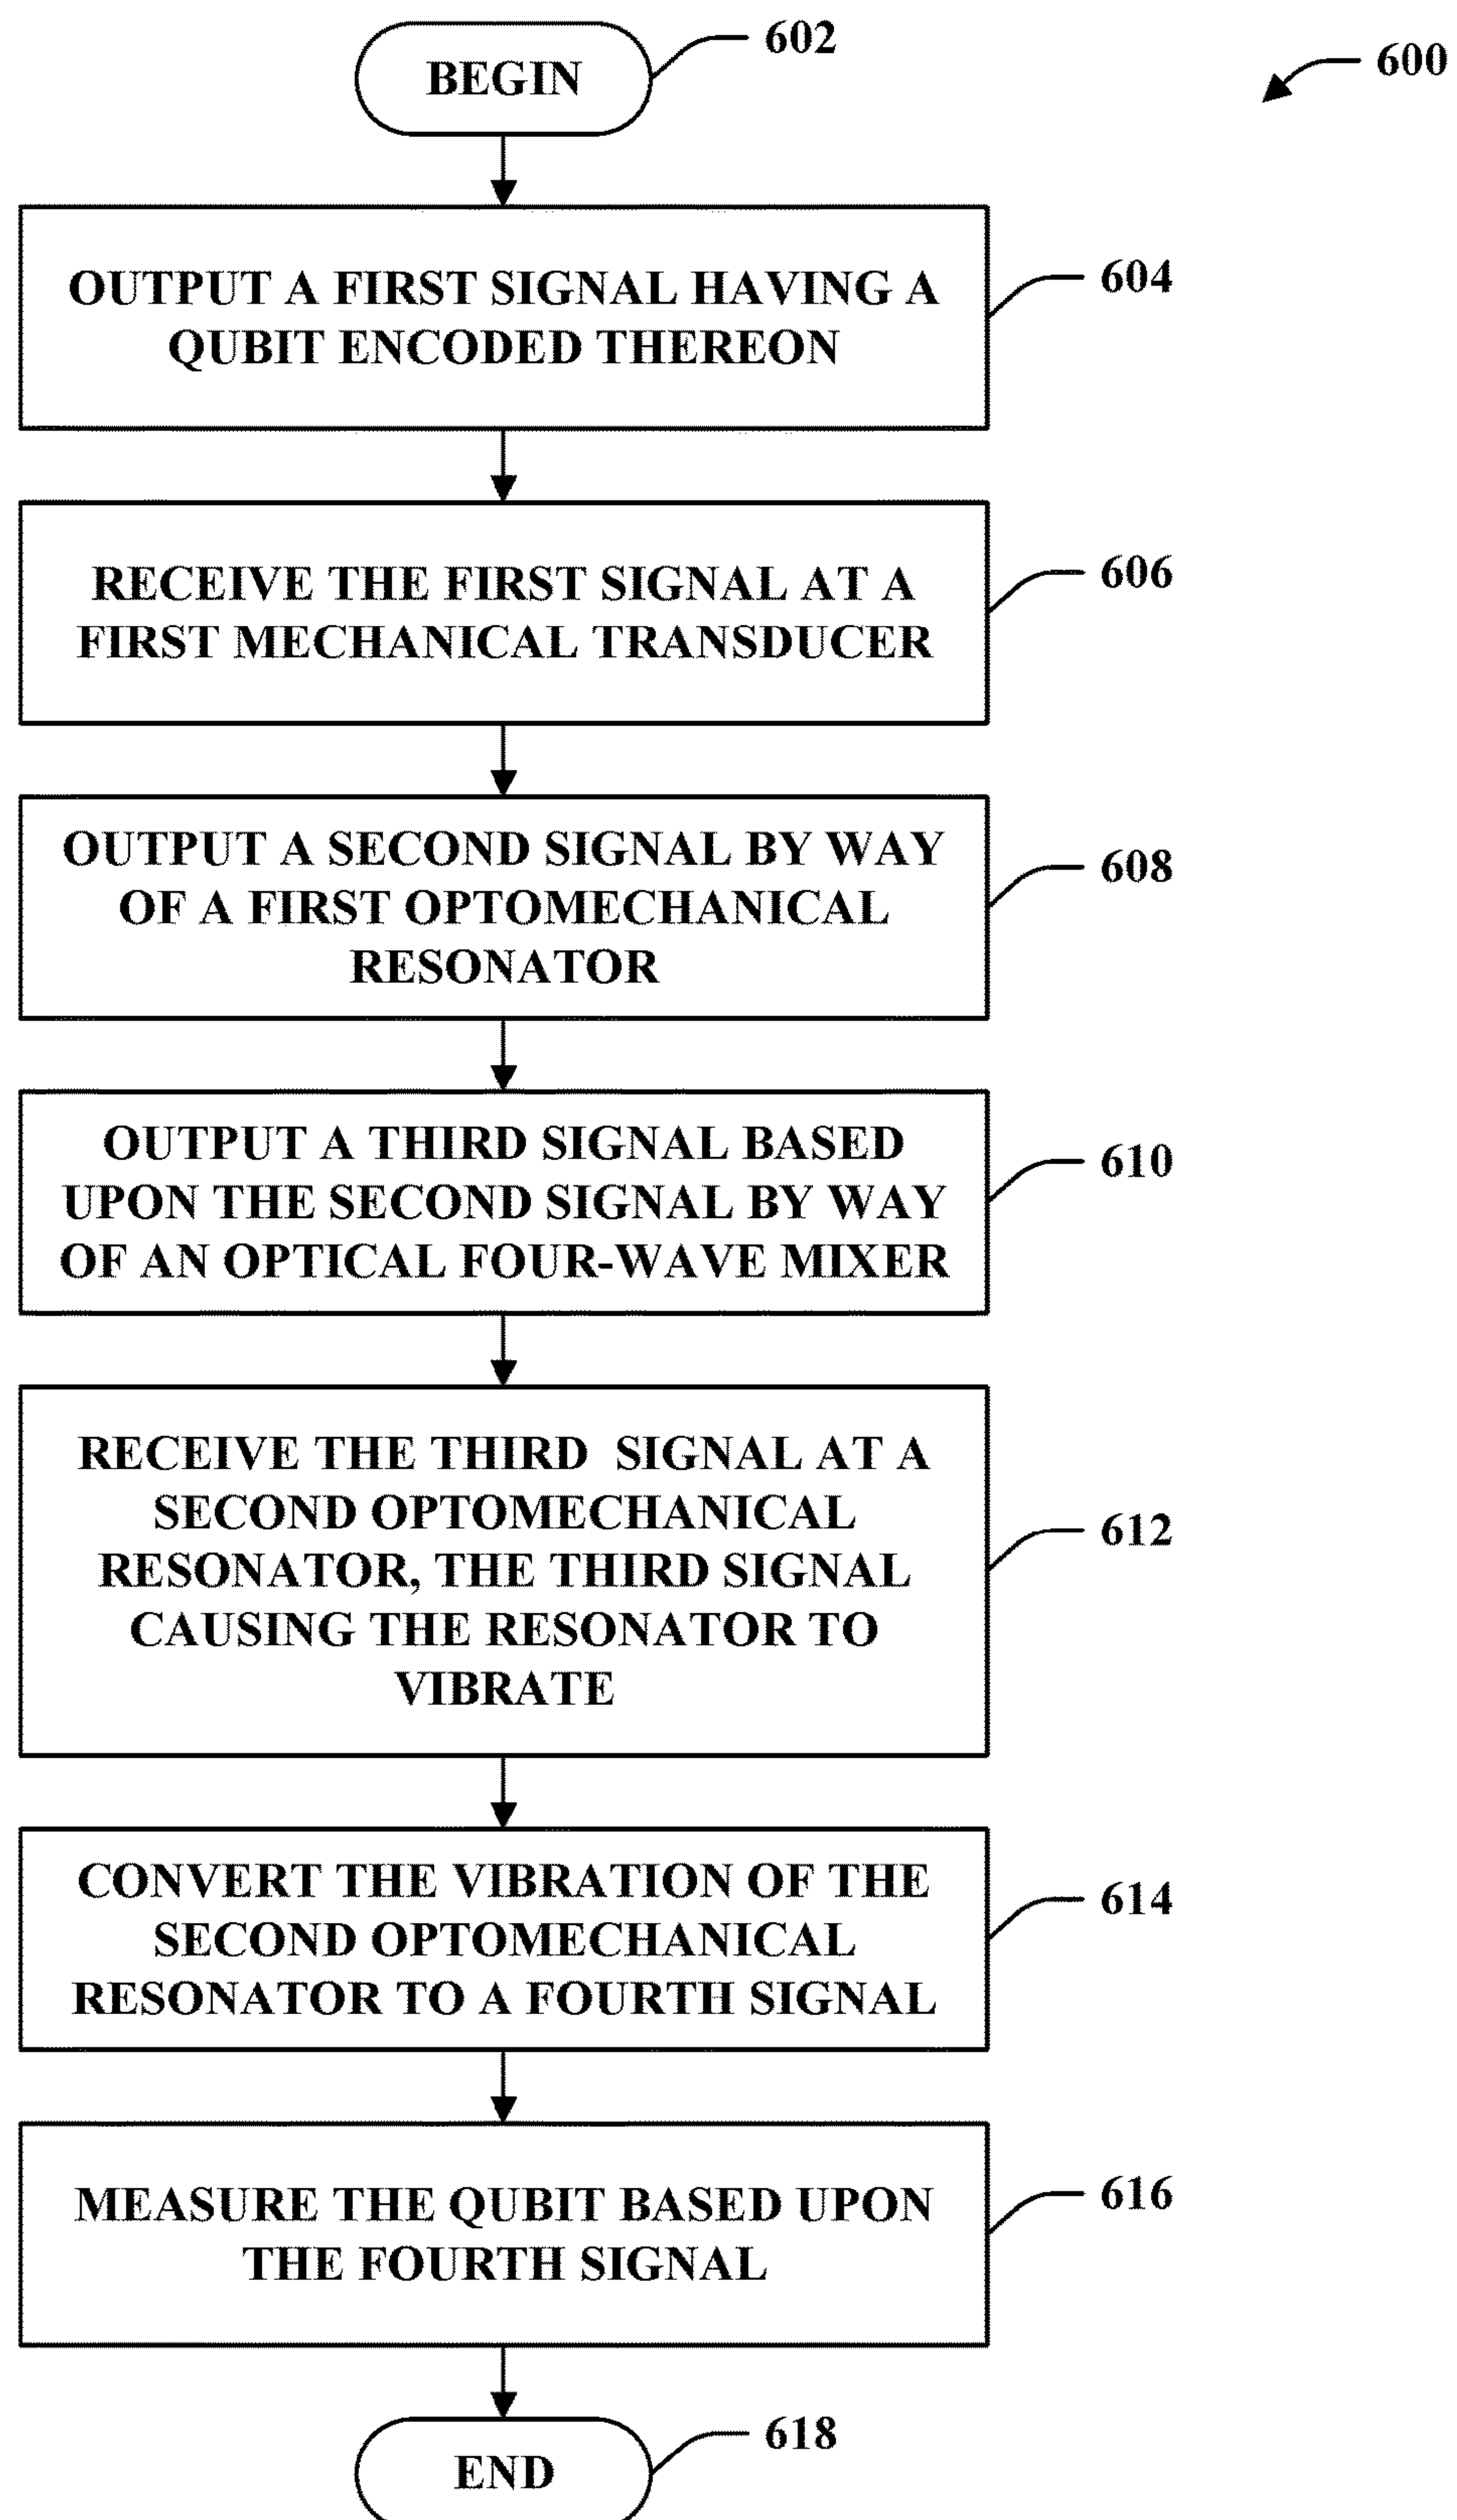 BEGIN
602
600
OUTPUT A FIRST SIGNAL HAVING A
QUBIT ENCODED THEREON
604
RECEIVE THE FIRST SIGNAL AT A
FIRST MECHANICAL TRANSDUCER
606
OUTPUT A SECOND SIGNAL BY WAY
OF A FIRST OPTOMECHANICAL
RESONATOR
608
OUTPUT A THIRD SIGNAL BASED
UPON THE SECOND SIGNAL BY WAY
OF AN OPTICAL FOUR-WAVE MIXER
610
RECEIVE THE THIRD SIGNAL AT A
SECOND OPTOMECHANICAL
RESONATOR, THE THIRD SIGNAL
CAUSING THE RESONATOR TO
VIBRATE
612
CONVERT THE VIBRATION OF THE
SECOND OPTOMECHANICAL
RESONATOR TO A FOURTH SIGNAL
614
MEASURE THE QUBIT BASED UPON
THE FOURTH SIGNAL
616
END
618